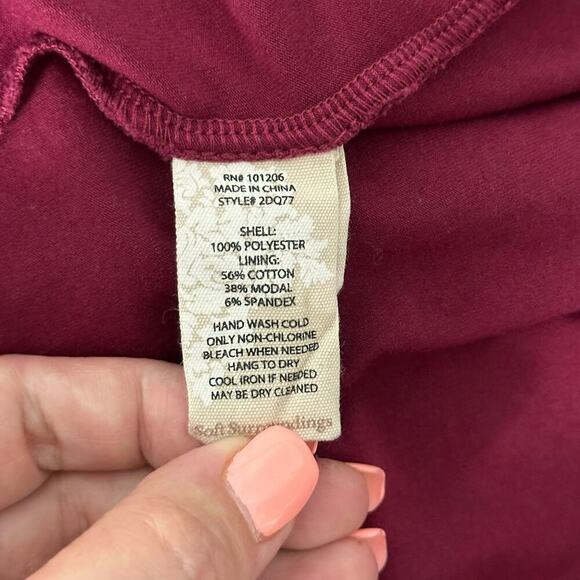 RN# 101206
MADE IN CHINA
STYLE# 2DQ77
SHELL:
100% POLYESTER
LINING:
56% COTTON
38% MODAL
6% SPANDEX
HAND WASH COLD
ONLY NON-CHLORINE
BLEACH WHEN NEEDED
HANG TO DRY
COOL IRON IF NEEDED
MAY BE DRY CLEANED
Soft Surroundings